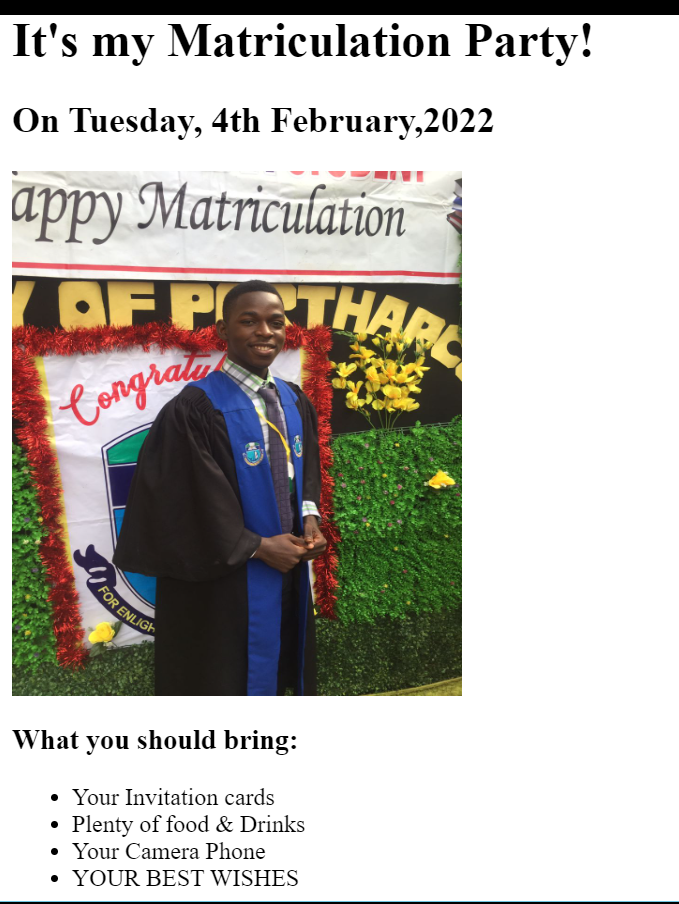 It's my Matriculation Party!
On Tuesday, 4th February,2022
appy Matriculation
Y OF PORTHARC
Congratu
FOR ENLIGH
What you should bring:
Your Invitation cards
Plenty of food & Drinks
Your Camera Phone
YOUR BEST WISHES